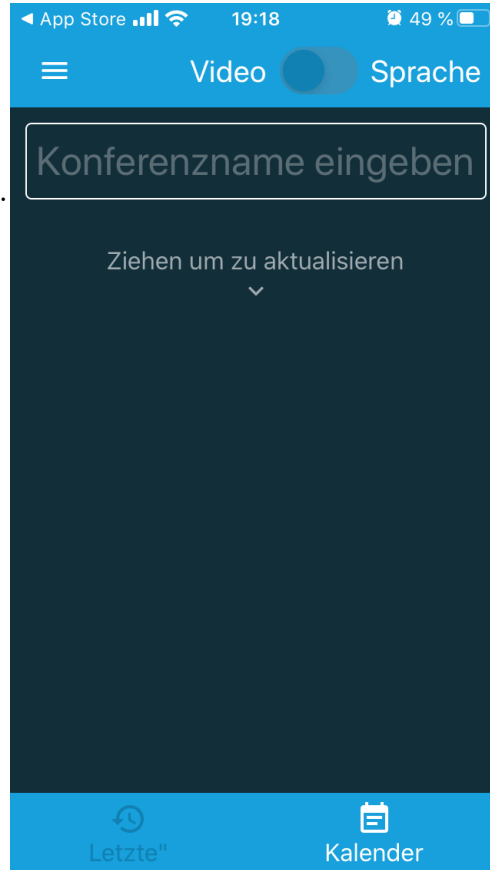 ◀ App Store 19:18 49 %
Video Sprache
Konferenzname eingeben
.
Ziehen um zu aktualisieren
Letzte" Kalender